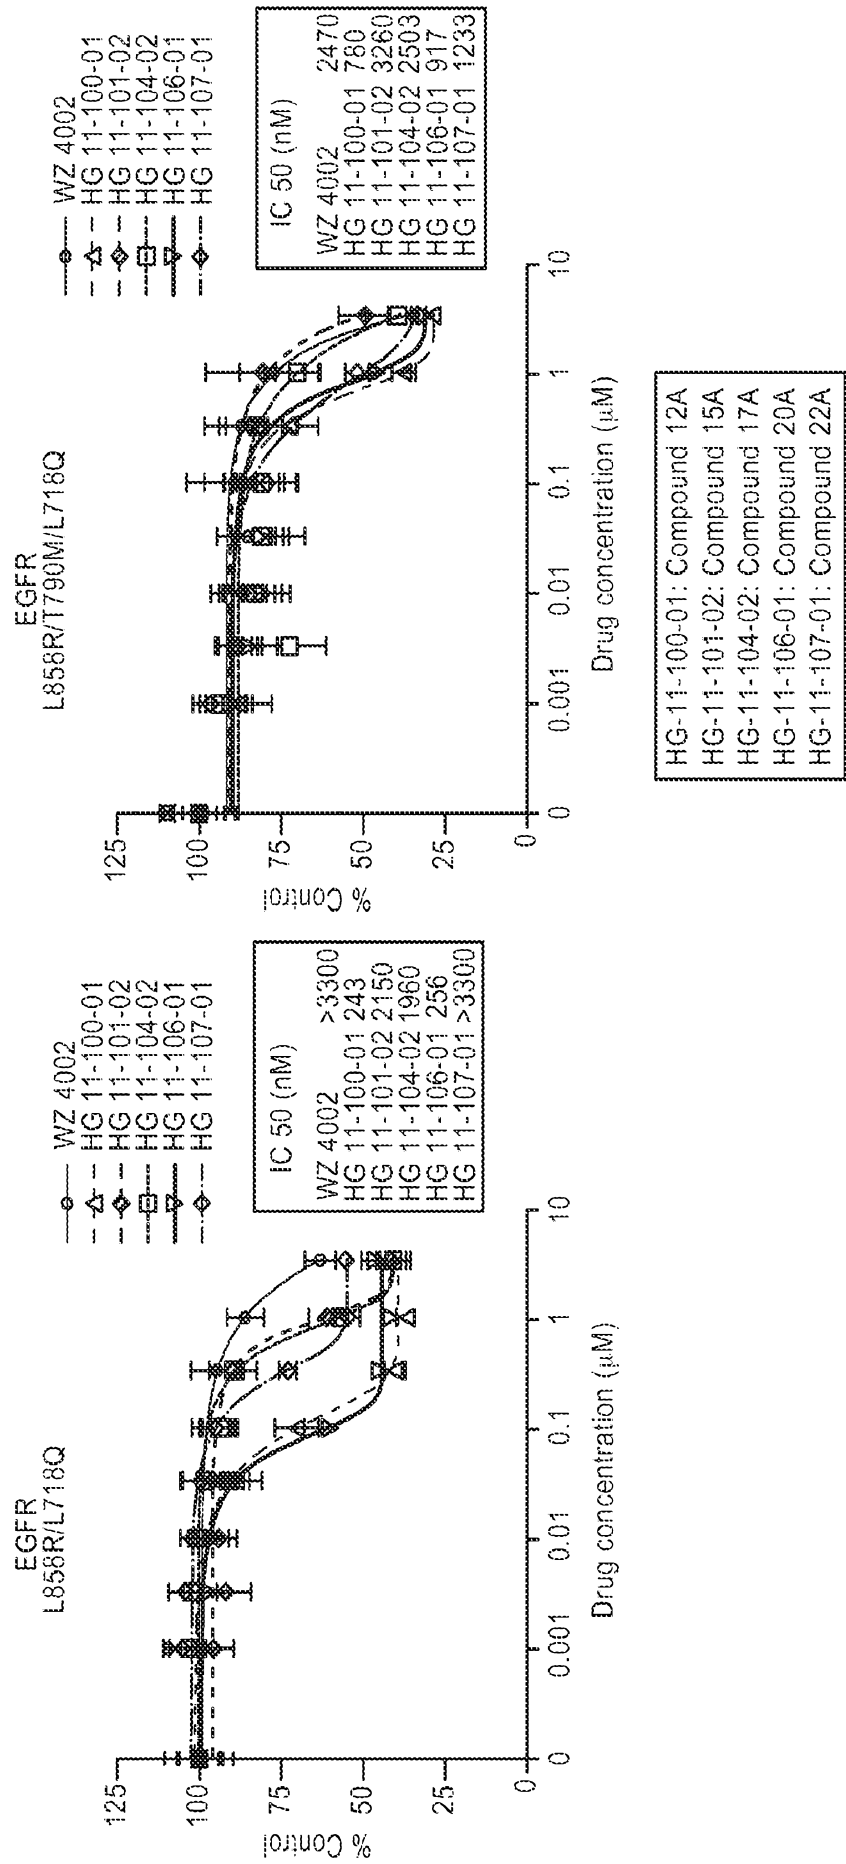 EGFR
L858R/L718Q
WZ 4002
HG 11-100-01
HG 11-101-02
HG 11-104-02
HG 11-106-01
HG 11-107-01
IC 50 (nM)
WZ 4002 >3300
HG 11-100-01 243
HG 11-101-02 2150
HG 11-104-02 1960
HG 11-106-01 256
HG 11-107-01 >3300
% Control
125
100
75
50
25
0
0 0.001 0.01 0.1 1 10
Drug concentration (µM)
EGFR
L858R/T790M/L718Q
WZ 4002
HG 11-100-01
HG 11-101-02
HG 11-104-02
HG 11-106-01
HG 11-107-01
IC 50 (nM)
WZ 4002 2470
HG 11-100-01 780
HG 11-101-02 3260
HG 11-104-02 2503
HG 11-106-01 917
HG 11-107-01 1233
% Control
125
100
75
50
25
0
0 0.001 0.01 0.1 1 10
Drug concentration (µM)
HG-11-100-01: Compound 12A
HG-11-101-02: Compound 15A
HG-11-104-02: Compound 17A
HG-11-106-01: Compound 20A
HG-11-107-01: Compound 22A